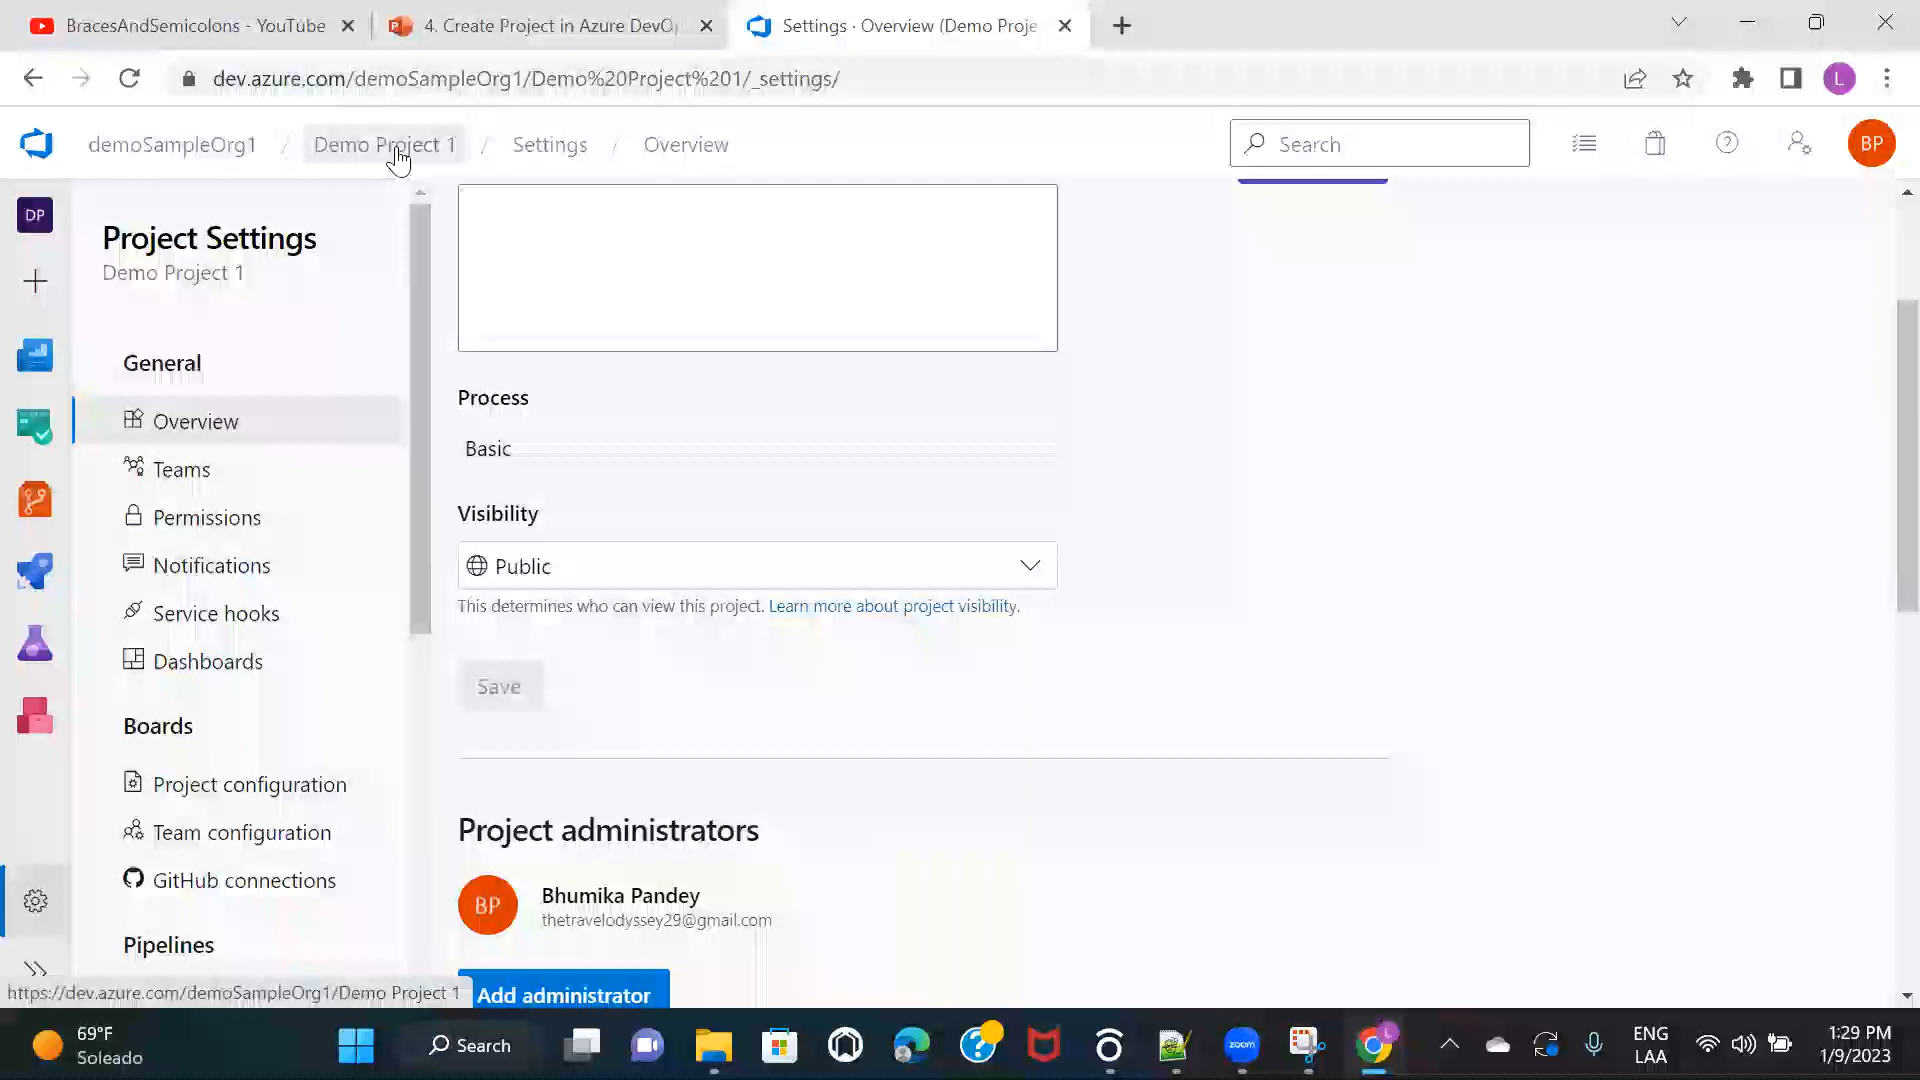 BracesAndSemicolons - YouTube
4. Create Project in Azure DevO
Settings · Overview (Demo Proje
dev.azure.com/demoSampleOrg1/Demo%20Project%201/_settings/
L
demoSampleOrg1 / Demo Project 1 / Settings / Overview
Search
BP
DP
Project Settings
Demo Project 1
General
Overview
Teams
Permissions
Notifications
Service hooks
Dashboards
Boards
Project configuration
Team configuration
GitHub connections
Pipelines
Process
Basic
Visibility
Public
This determines who can view this project. Learn more about project visibility.
Save
Project administrators
BP
Bhumika Pandey
thetravelodyssey29@gmail.com
Add administrator
https://dev.azure.com/demoSampleOrg1/Demo Project 1
69°F
Soleado
Search
zoom
L
ENG
LAA
1:29 PM
1/9/2023